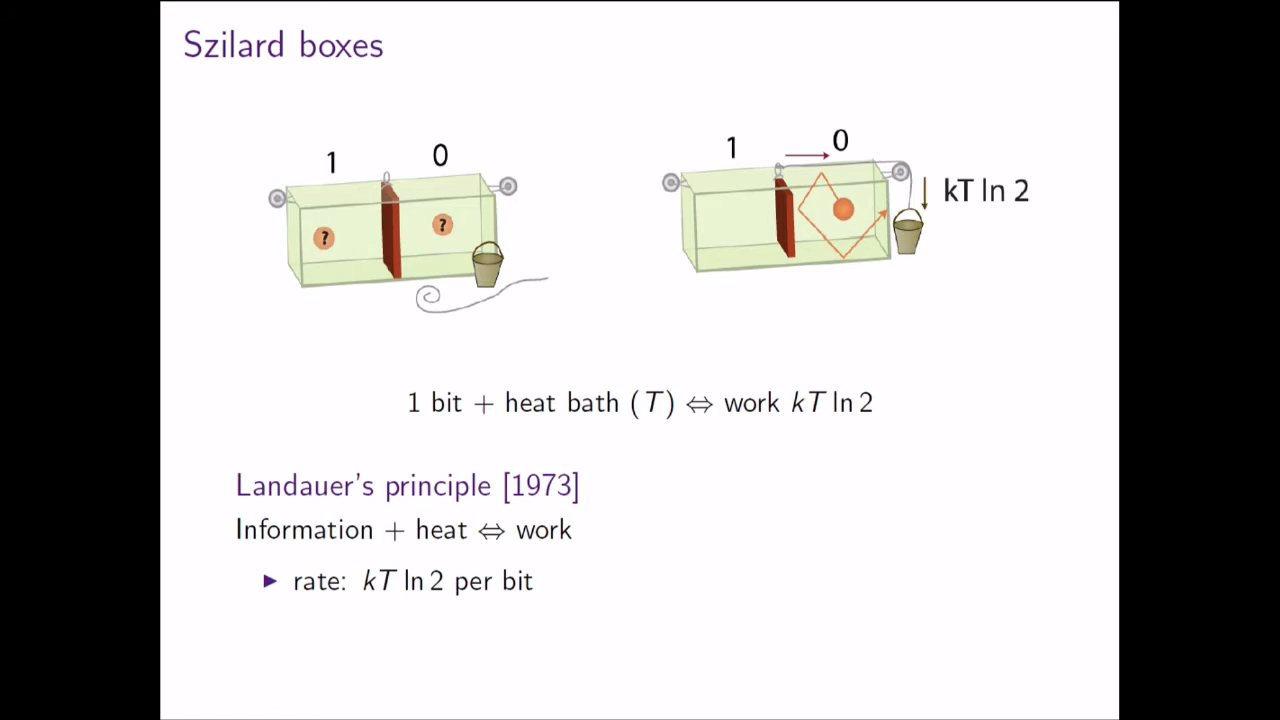 Szilard boxes
1 0
? ?
1 0
kT ln 2
1 bit + heat bath (T) ⇔ work kT ln 2
Landauer's principle [1973]
Information + heat ⇔ work
► rate: kT ln 2 per bit